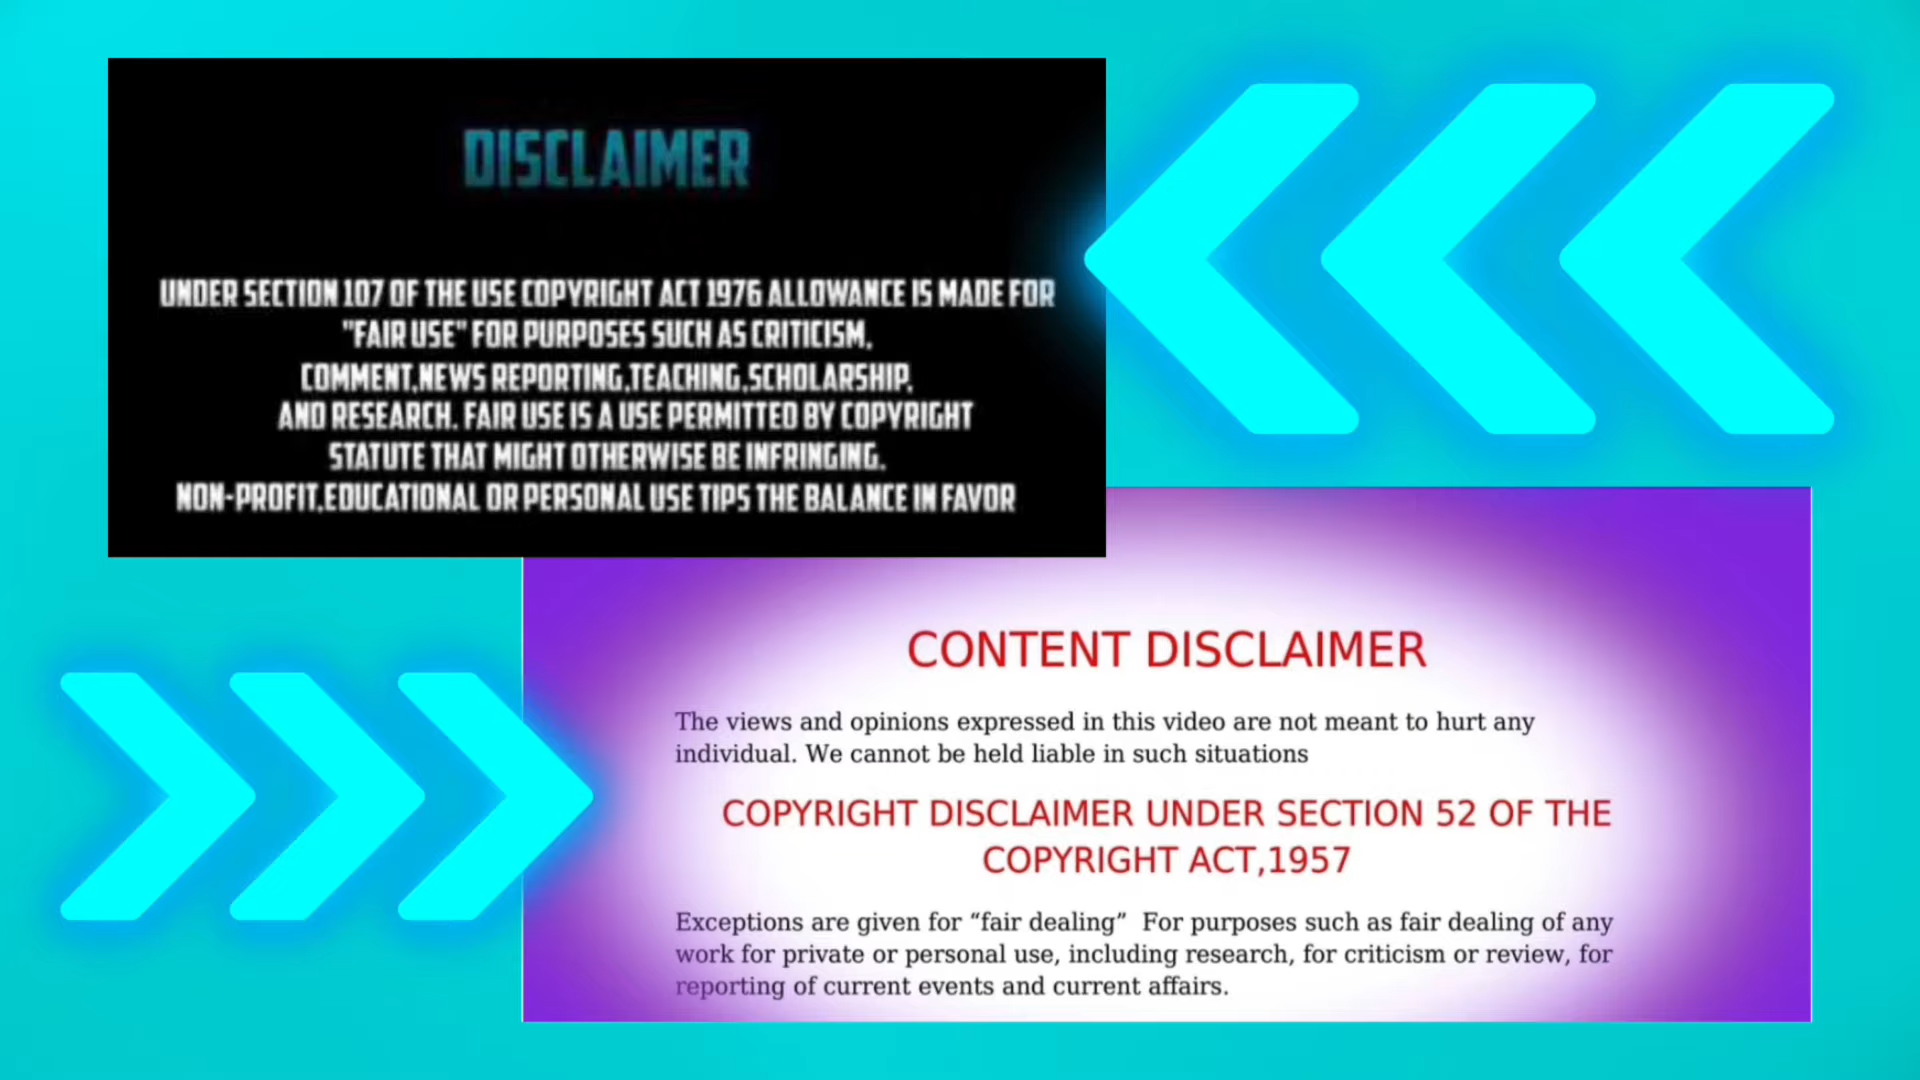 DISCLAIMER
UNDER SECTION 107 OF THE USE COPYRIGHT ACT 1976 ALLOWANCE IS MADE FOR
"FAIR USE" FOR PURPOSES SUCH AS CRITICISM,
COMMENT,NEWS REPORTING,TEACHING,SCHOLARSHIP,
AND RESEARCH. FAIR USE IS A USE PERMITTED BY COPYRIGHT
STATUTE THAT MIGHT OTHERWISE BE INFRINGING.
NON-PROFIT,EDUCATIONAL OR PERSONAL USE TIPS THE BALANCE IN FAVOR
CONTENT DISCLAIMER
The views and opinions expressed in this video are not meant to hurt any
individual. We cannot be held liable in such situations
COPYRIGHT DISCLAIMER UNDER SECTION 52 OF THE
COPYRIGHT ACT,1957
Exceptions are given for “fair dealing”  For purposes such as fair dealing of any
work for private or personal use, including research, for criticism or review, for
reporting of current events and current affairs.